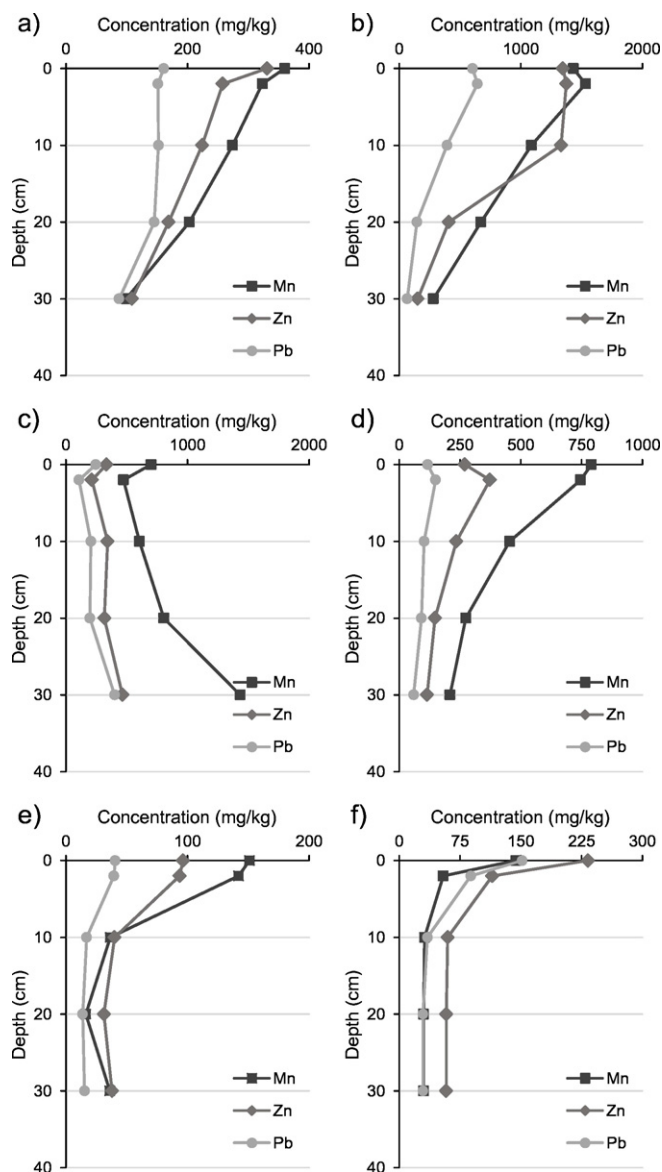 a) Concentration (mg/kg)
0 200 400
0
10
20
30
40
Depth (cm)
Mn
Zn
Pb
b) Concentration (mg/kg)
0 1000 2000
0
10
20
30
40
Depth (cm)
Mn
Zn
Pb
c) Concentration (mg/kg)
0 1000 2000
0
10
20
30
40
Depth (cm)
Mn
Zn
Pb
d) Concentration (mg/kg)
0 250 500 750 1000
0
10
20
30
40
Depth (cm)
Mn
Zn
Pb
e) Concentration (mg/kg)
0 100 200
0
10
20
30
40
Depth (cm)
Mn
Zn
Pb
f) Concentration (mg/kg)
0 75 150 225 300
0
10
20
30
40
Depth (cm)
Mn
Zn
Pb